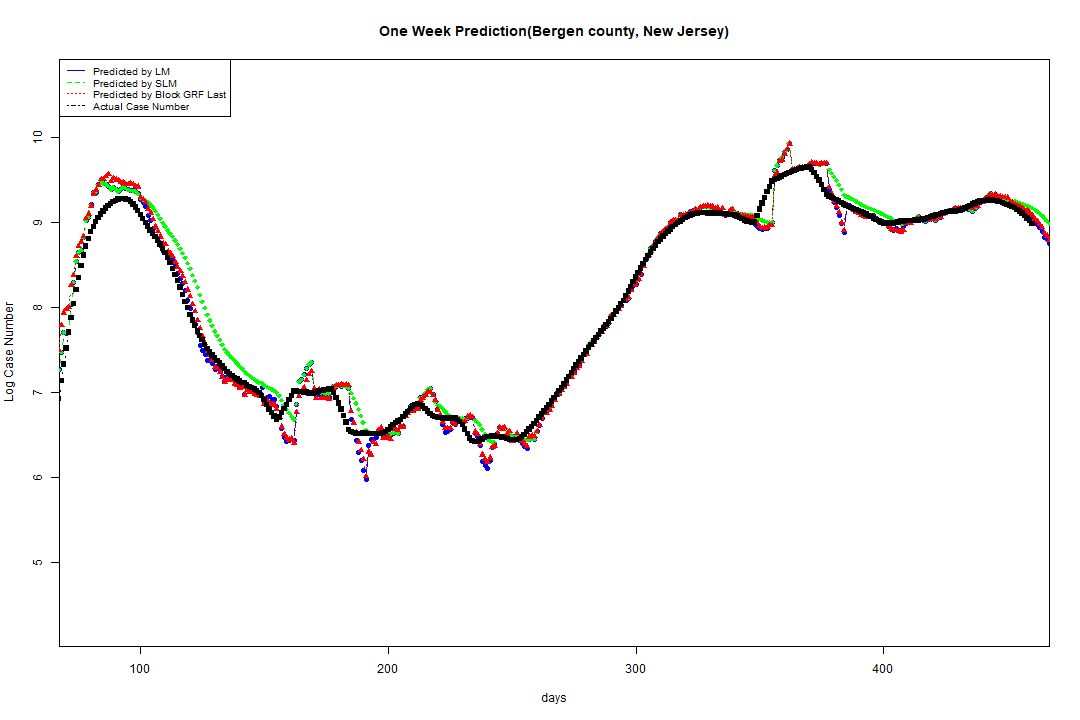 One Week Prediction(Bergen county, New Jersey)
Predicted by LM
Predicted by SLM
Predicted by Block GRF Last
Actual Case Number
10
9
8
7
6
5
Log Case Number
100
200
300
400
days